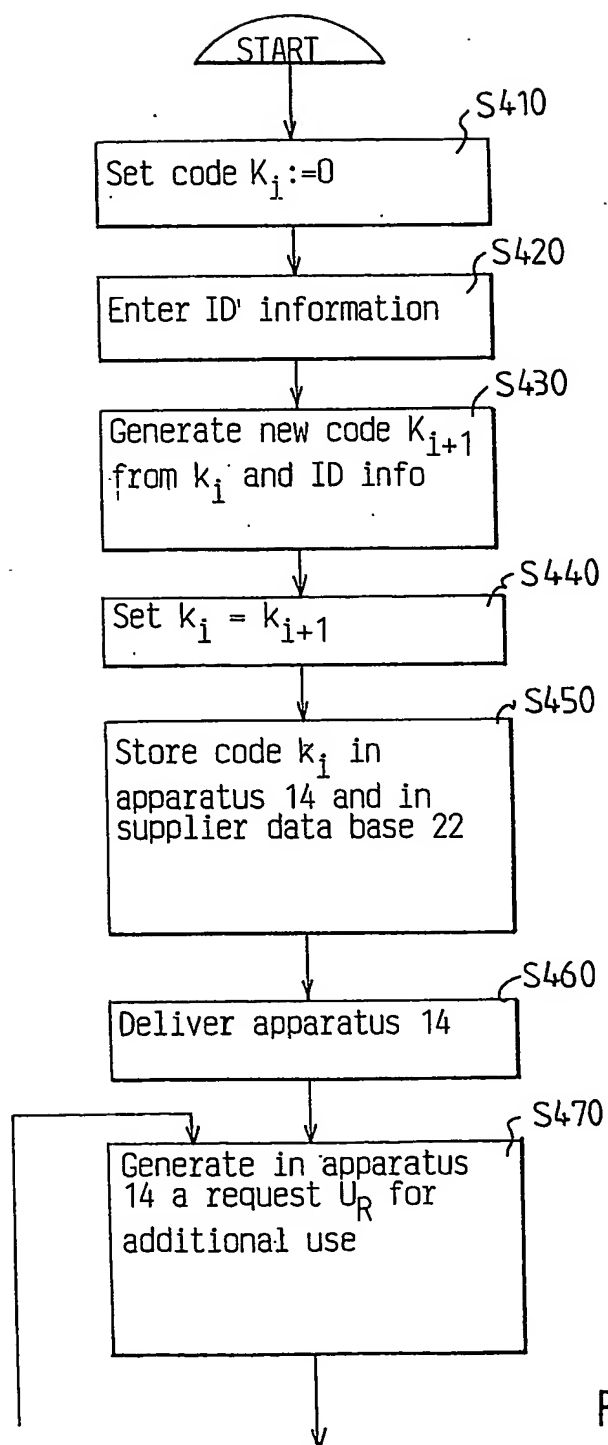 START
S410
Set code K_i:=0
S420
Enter ID' information
S430
Generate new code K_{i+1}
from k_i and ID info
S440
Set k_i = k_{i+1}
S450
Store code k_i in
apparatus 14 and in
supplier data base 22
S460
Deliver apparatus 14
S470
Generate in apparatus
14 a request U_R for
additional use